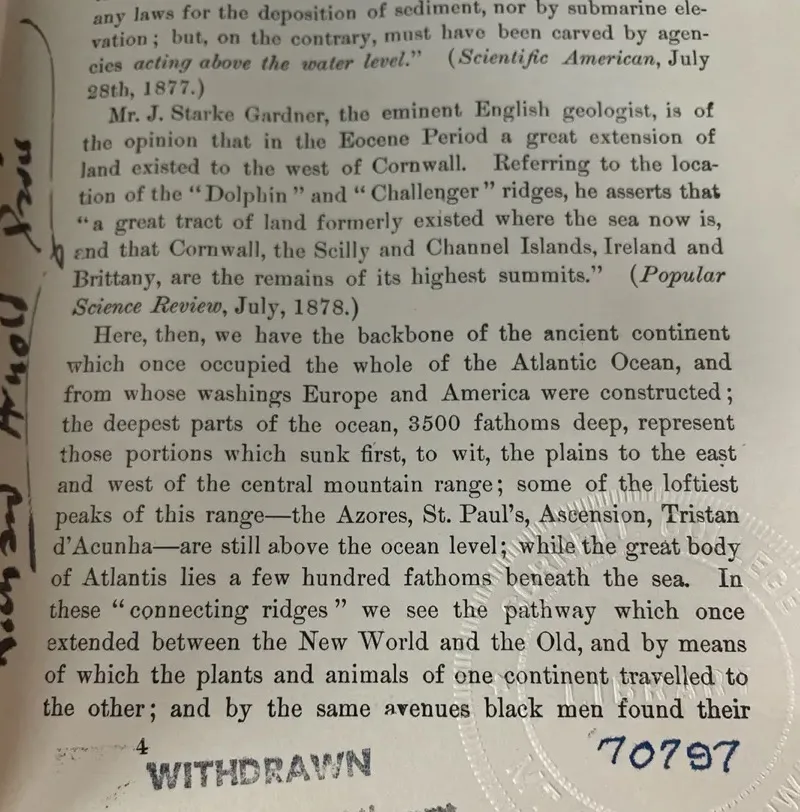 any laws for the deposition of sediment, nor by submarine ele-
vation; but, on the contrary, must have been carved by agen-
cies acting above the water level." (Scientific American, July
28th, 1877.)
Mr. J. Starke Gardner, the eminent English geologist, is of
the opinion that in the Eocene Period a great extension of
land existed to the west of Cornwall. Referring to the loca-
tion of the "Dolphin" and "Challenger" ridges, he asserts that
"a great tract of land formerly existed where the sea now is,
and that Cornwall, the Scilly and Channel Islands, Ireland and
Brittany, are the remains of its highest summits." (Popular
Science Review, July, 1878.)
Here, then, we have the backbone of the ancient continent
which once occupied the whole of the Atlantic Ocean, and
from whose washings Europe and America were constructed;
the deepest parts of the ocean, 3500 fathoms deep, represent
those portions which sunk first, to wit, the plains to the east
and west of the central mountain range; some of the loftiest
peaks of this range—the Azores, St. Paul's, Ascension, Tristan
d'Acunha—are still above the ocean level; while the great body
of Atlantis lies a few hundred fathoms beneath the sea. In
these "connecting ridges" we see the pathway which once
extended between the New World and the Old, and by means
of which the plants and animals of one continent travelled to
the other; and by the same avenues black men found their
4
WITHDRAWN
70797
LIBRARY